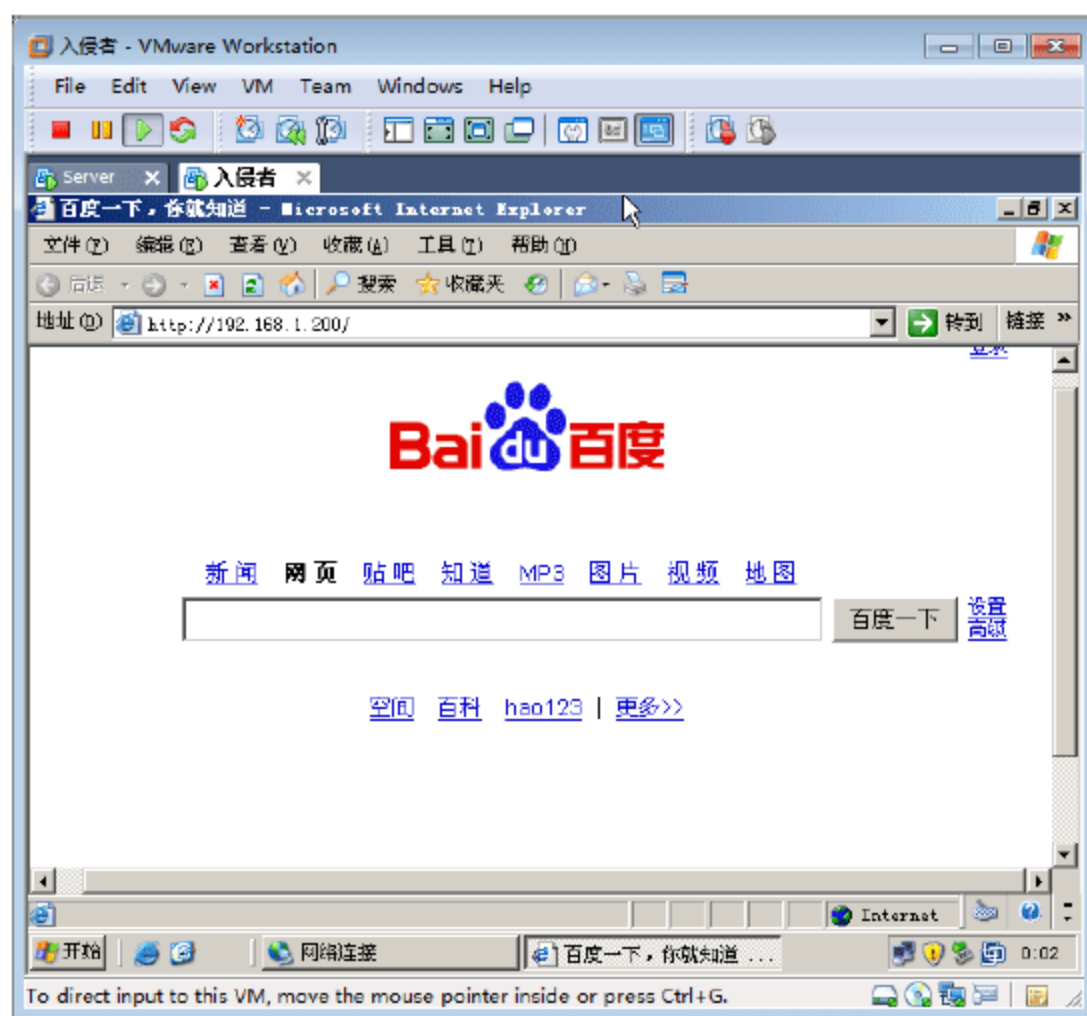 入侵者 - VMware Workstation
File Edit View VM Team Windows Help
Server 入侵者
百度一下，你就知道 - Microsoft Internet Explorer
文件(F) 编辑(E) 查看(V) 收藏(A) 工具(T) 帮助(H)
后退 搜索 收藏夹
地址(D) http://192.168.1.200/ 转到 链接 »
Bai du 百度
新闻 网页 贴吧 知道 MP3 图片 视频 地图
百度一下 设置
高级
空间 百科 hao123 | 更多>>
Internet
开始 网络连接 百度一下，你就知道 ... 0:02
To direct input to this VM, move the mouse pointer inside or press Ctrl+G.